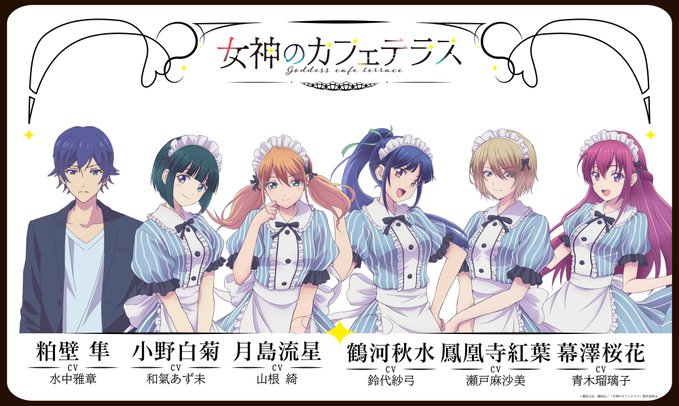 女神のカフェテラス
Goddess cafe terrace
粕壁 隼
CV
水中雅章
小野白菊
CV
和氣あず未
月島流星
CV
山根 綺
鶴河秋水
CV
鈴代紗弓
鳳凰寺紅葉
CV
瀬戸麻沙美
幕澤桜花
CV
青木瑠璃子